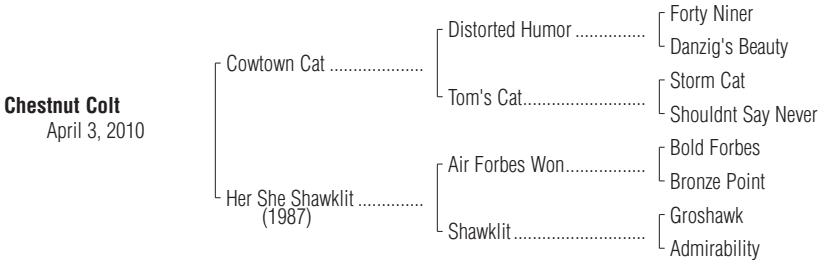 Forty Niner
Distorted Humor ...............
Danzig's Beauty
Cowtown Cat ....................
Storm Cat
Tom's Cat..........................
Shouldnt Say Never
Chestnut Colt
April 3, 2010
Bold Forbes
Air Forbes Won.................
Bronze Point
Her She Shawklit ..............
(1987)
Groshawk
Shawklit ............................
Admirability